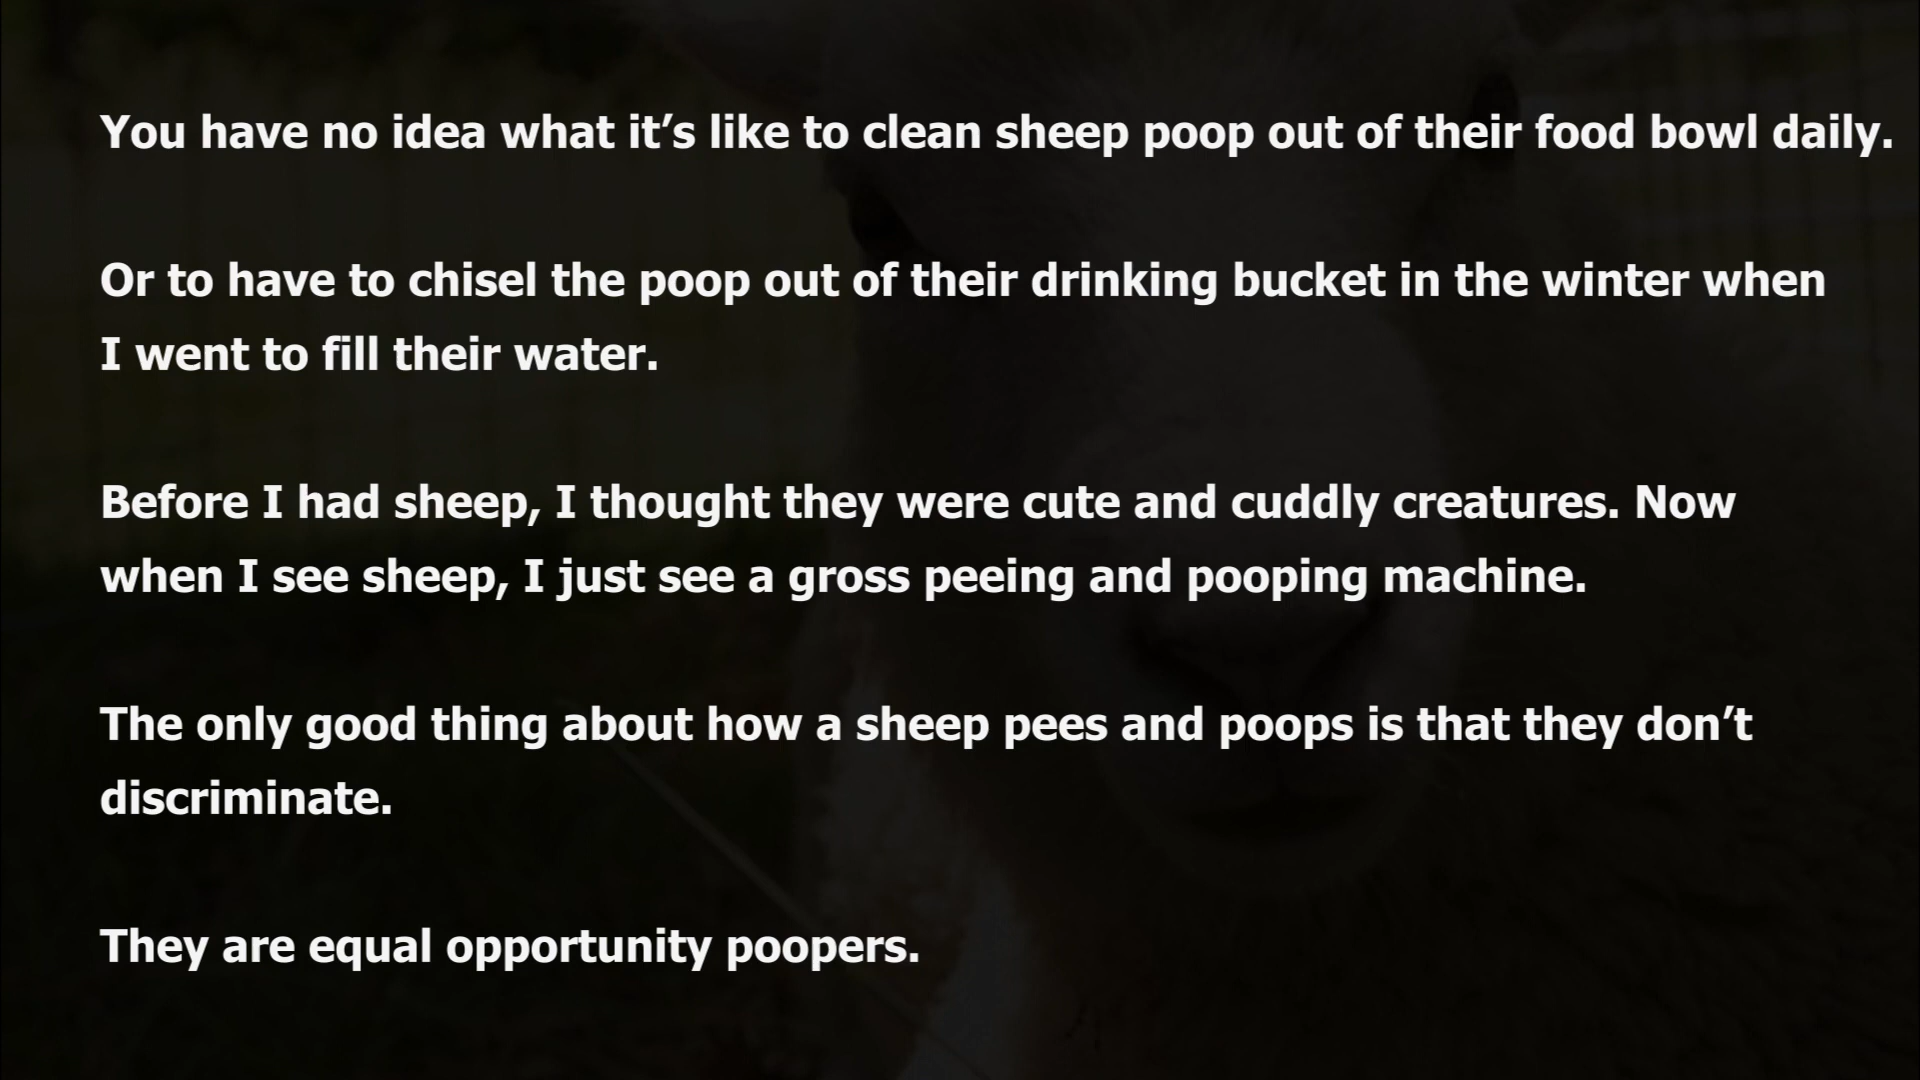 You have no idea what it’s like to clean sheep poop out of their food bowl daily.
Or to have to chisel the poop out of their drinking bucket in the winter when
I went to fill their water.
Before I had sheep, I thought they were cute and cuddly creatures. Now
when I see sheep, I just see a gross peeing and pooping machine.
The only good thing about how a sheep pees and poops is that they don’t
discriminate.
They are equal opportunity poopers.